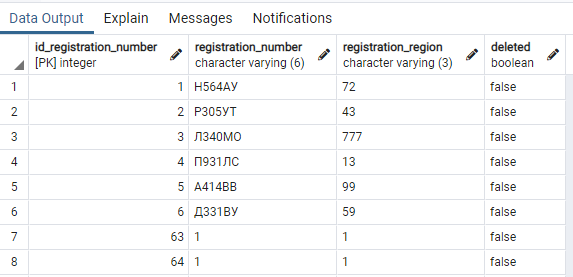 Data Output Explain Messages Notifications
id_registration_number registration_number registration_region deleted
[PK] integer character varying (6) character varying (3) boolean
1 1 Н564АУ 72 false
2 2 Р305УТ 43 false
3 3 Л340МО 777 false
4 4 П931ЛС 13 false
5 5 А414ВВ 99 false
6 6 Д331ВУ 59 false
7 63 1 1 false
8 64 1 1 false